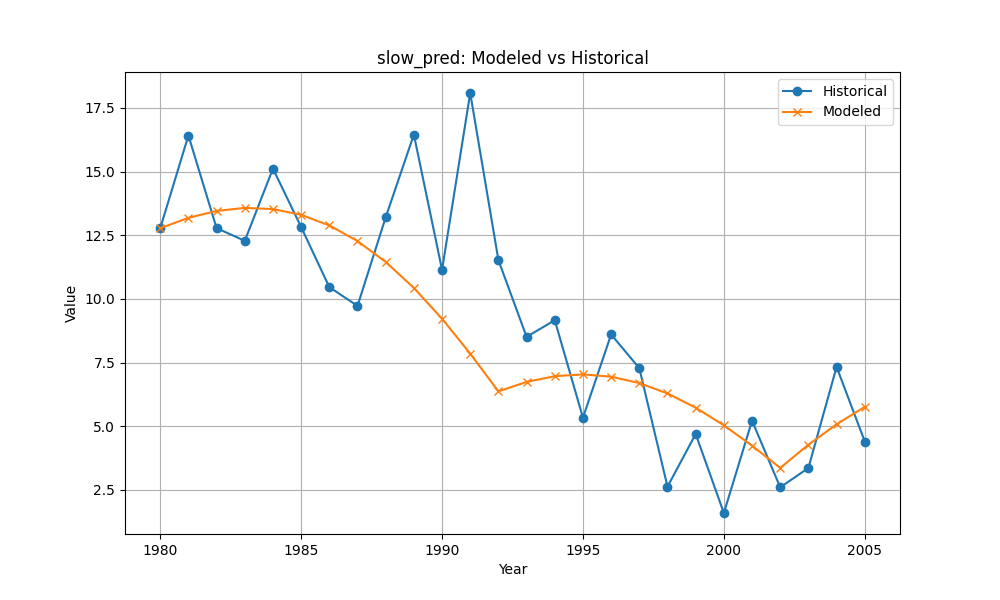 slow_pred: Modeled vs Historical
Historical
Modeled
Value
17.5
15.0
12.5
10.0
7.5
5.0
2.5
1980
1985
1990
1995
2000
2005
Year